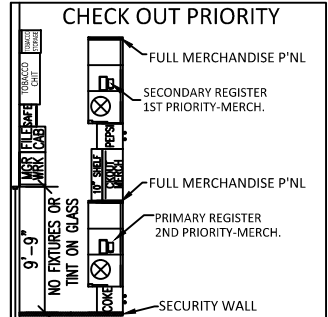 CHECK OUT PRIORITY
TOBACCO
STORAGE
TOBACCO
CHIT
FULL MERCHANDISE P'NL
SECONDARY REGISTER
1ST PRIORITY-MERCH.
SAFE
FILE
CAB
MGR
WRK
PEPSI
10" SHELF
CKOUT
MERCH
FULL MERCHANDISE P'NL
9'-9"
NO FIXTURES OR
TINT ON GLASS
PRIMARY REGISTER
2ND PRIORITY-MERCH.
COKE
SECURITY WALL